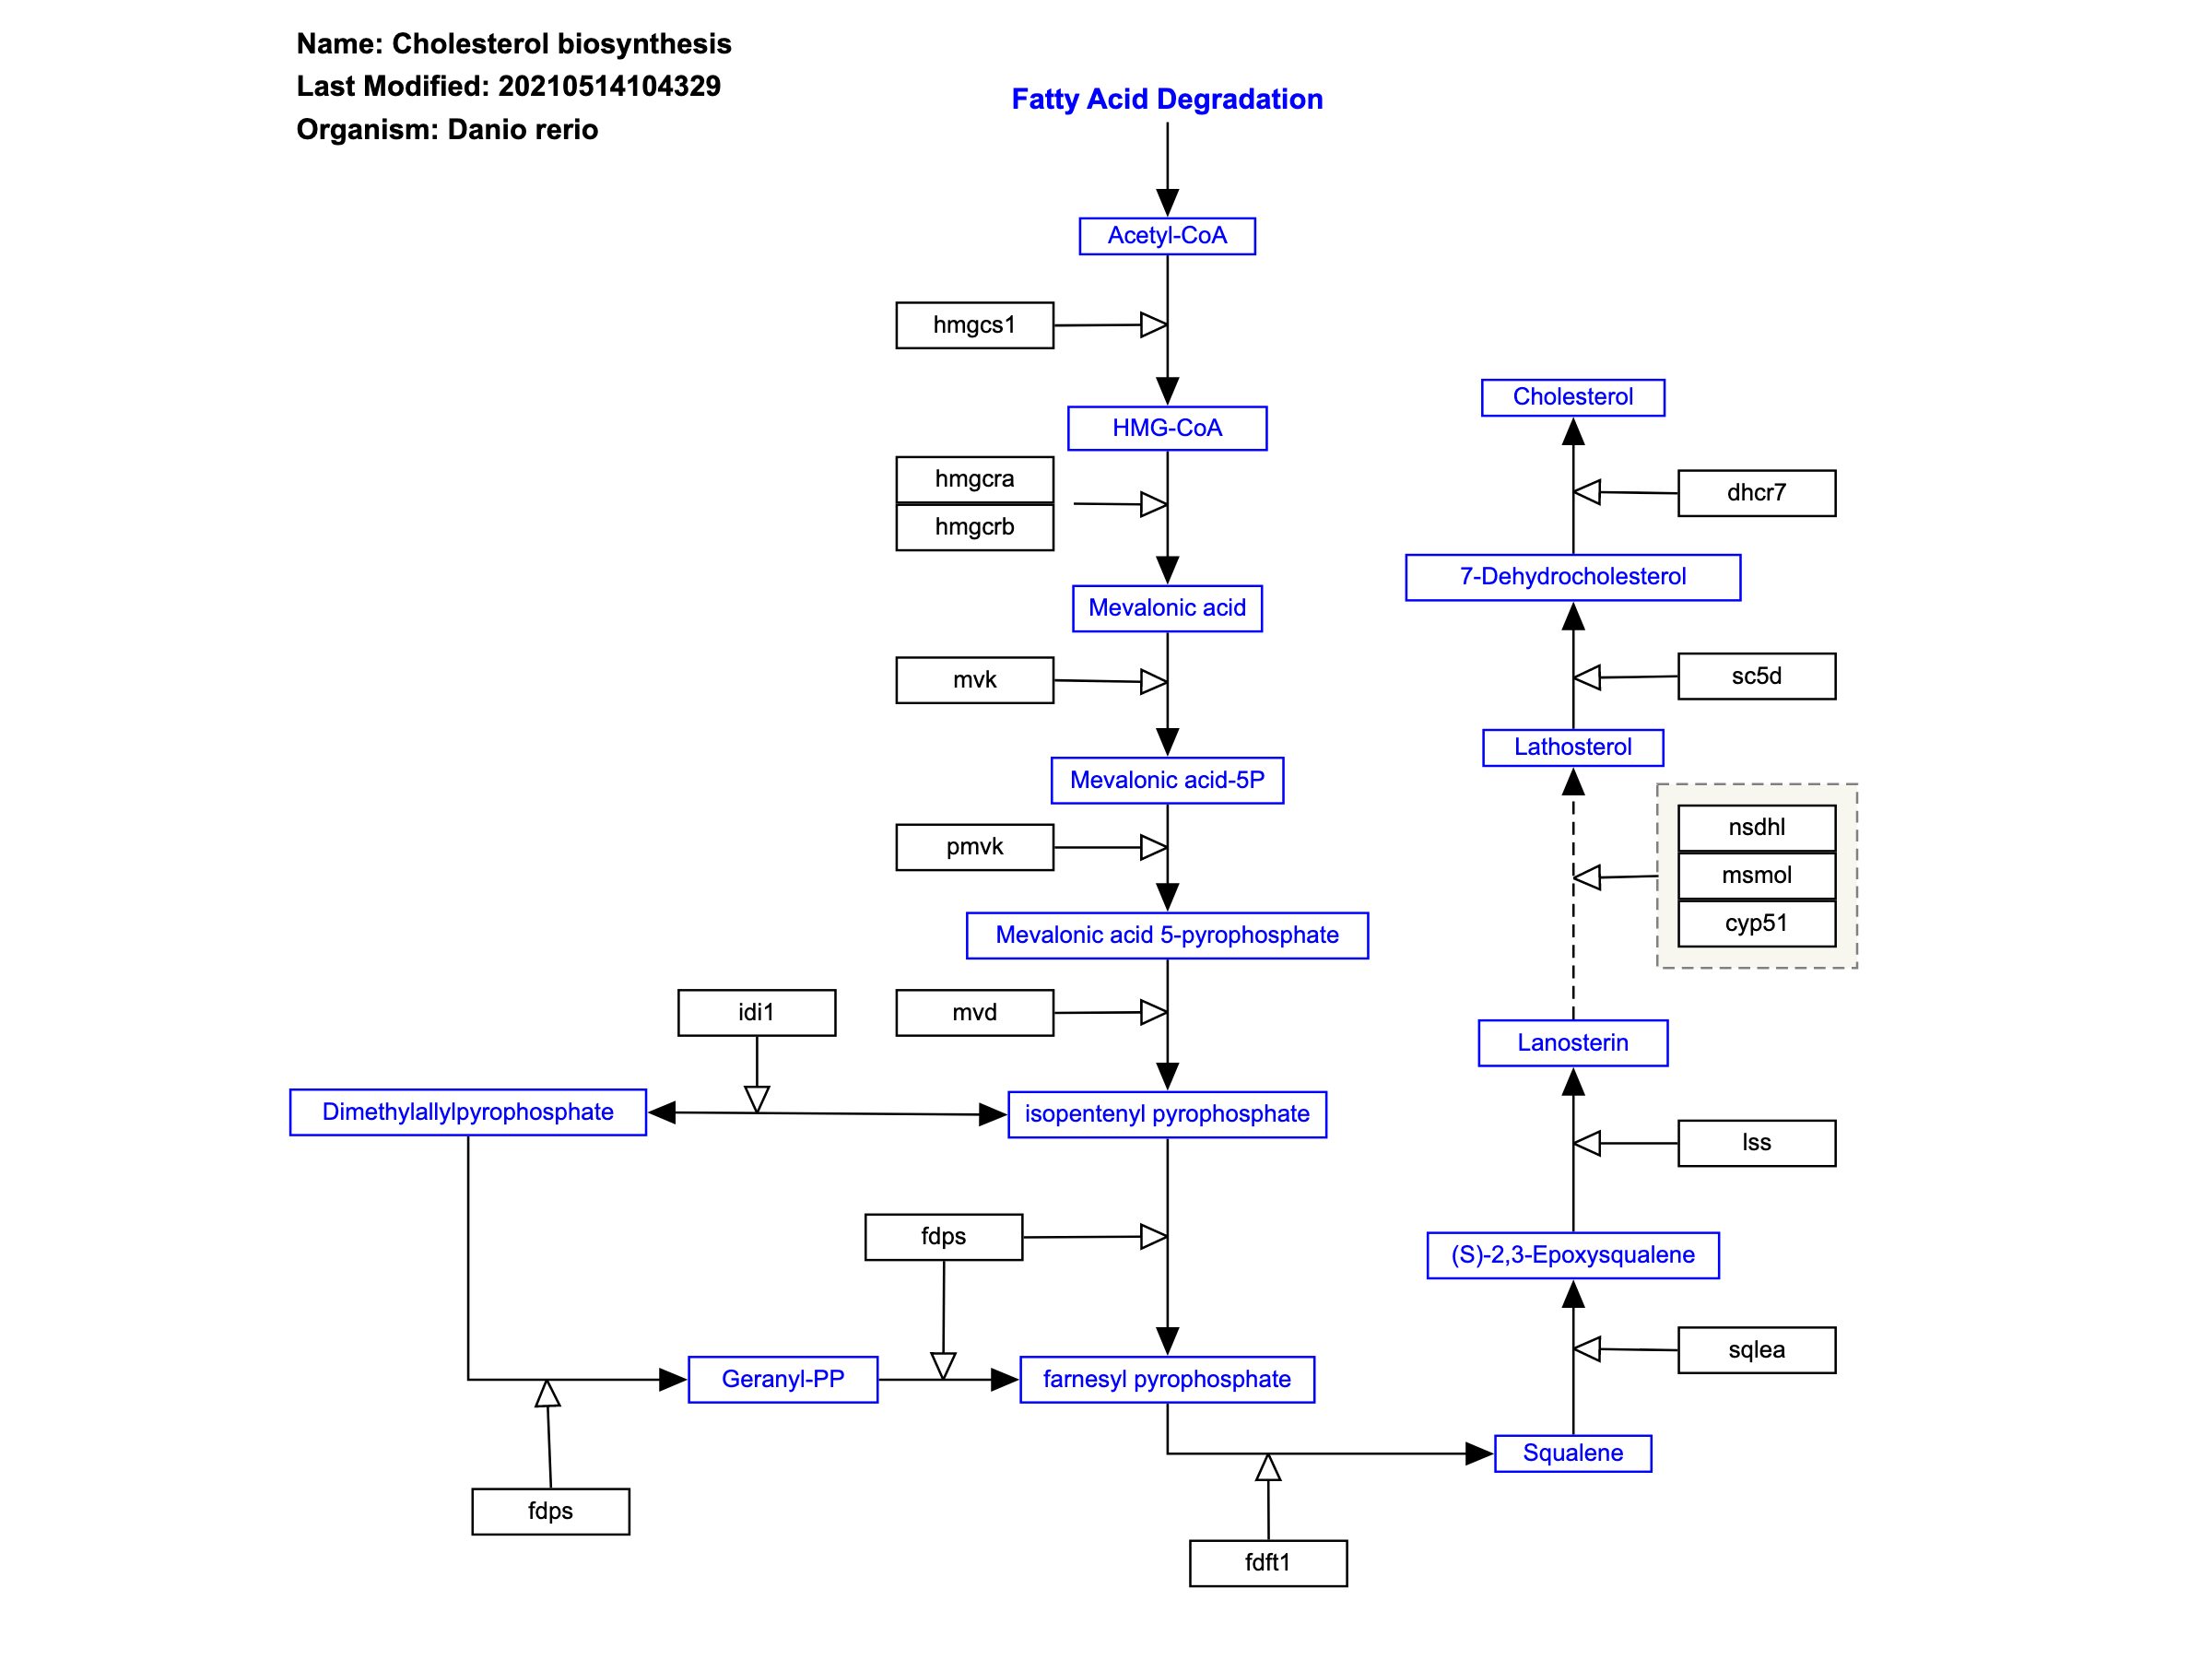 Name: Cholesterol biosynthesis
Last Modified: 20210514104329
Organism: Danio rerio
Fatty Acid Degradation
Acetyl-CoA
hmgcs1
HMG-CoA
hmgcra
hmgcrb
Mevalonic acid
mvk
Mevalonic acid-5P
pmvk
Mevalonic acid 5-pyrophosphate
idi1
mvd
Dimethylallylpyrophosphate
isopentenyl pyrophosphate
fdps
Geranyl-PP
farnesyl pyrophosphate
fdps
fdft1
Cholesterol
dhcr7
7-Dehydrocholesterol
sc5d
Lathosterol
nsdhl
msmol
cyp51
Lanosterin
lss
(S)-2,3-Epoxysqualene
sqlea
Squalene